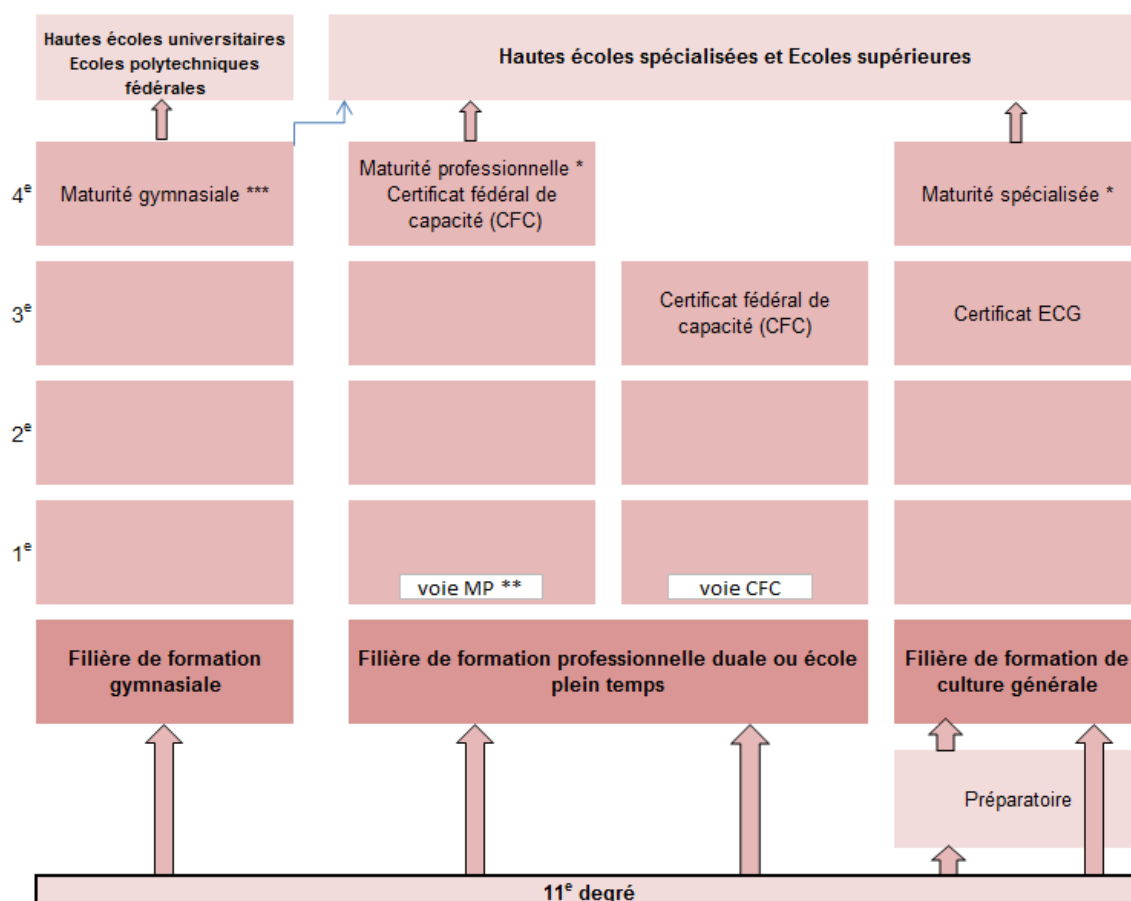 Hautes écoles universitaires
Ecoles polytechniques
fédérales
Hautes écoles spécialisées et Ecoles supérieures
4e
Maturité gymnasiale ***
Maturité professionnelle *
Certificat fédéral de
capacité (CFC)
Maturité spécialisée *
3e
Certificat fédéral de
capacité (CFC)
Certificat ECG
2e
1e
voie MP **
voie CFC
Filière de formation
gymnasiale
Filière de formation professionnelle duale ou école
plein temps
Filière de formation de
culture générale
Préparatoire
11e degré